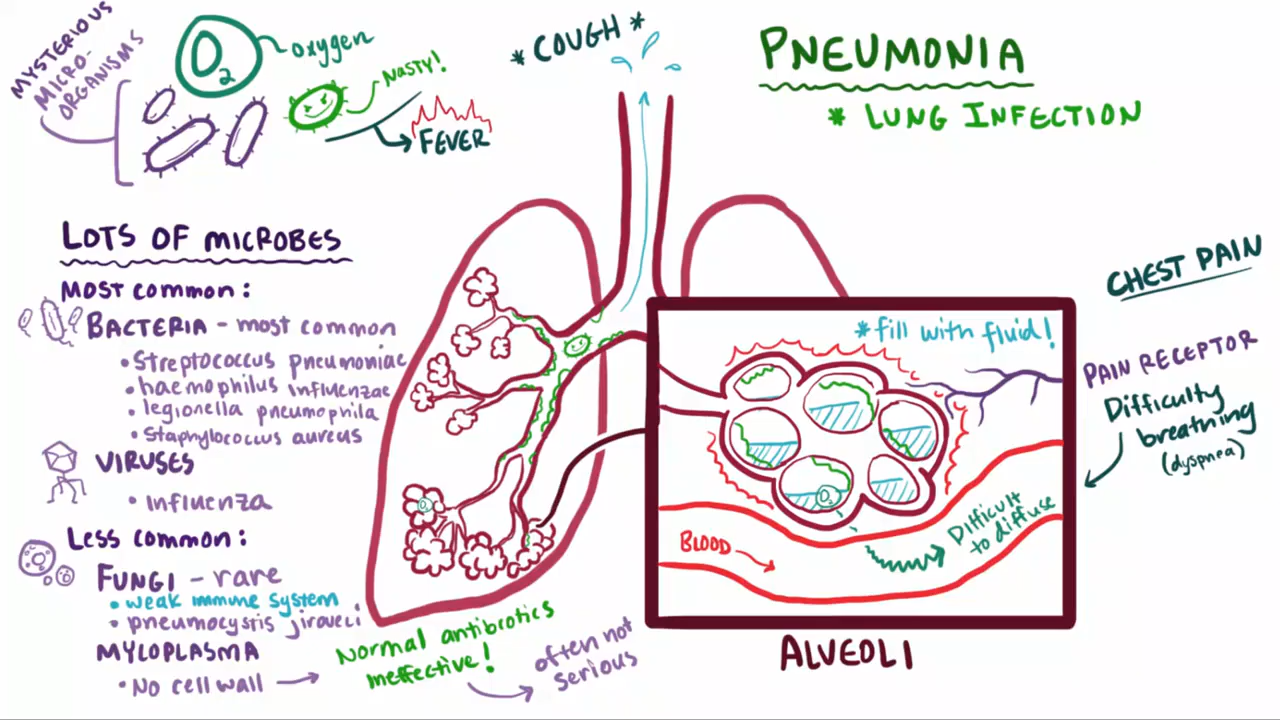 MYSTERIOUS
MICRO-
ORGANISMS
O2
oxygen
NASTY!
FEVER
* COUGH *
PNEUMONIA
* LUNG INFECTION
LOTS OF MICROBES
MOST COMMON:
BACTERIA - most common
• Streptococcus pneumoniae
• haemophilus influenzae
• legionella pneumophila
• Staphylococcus aureus
VIRUSES
• Influenza
LESS COMMON:
FUNGI - rare
• weak immune system
• pneumocystis jiraveci
MYLOPLASMA
• No cell wall
Normal antibiotics
ineffective!
often not
serious
O2
*fill with fluid!
O2
BLOOD
Difficult
to diffuse
ALVEOLI
CHEST PAIN
PAIN RECEPTOR
Difficulty
breathing
(dyspnea)